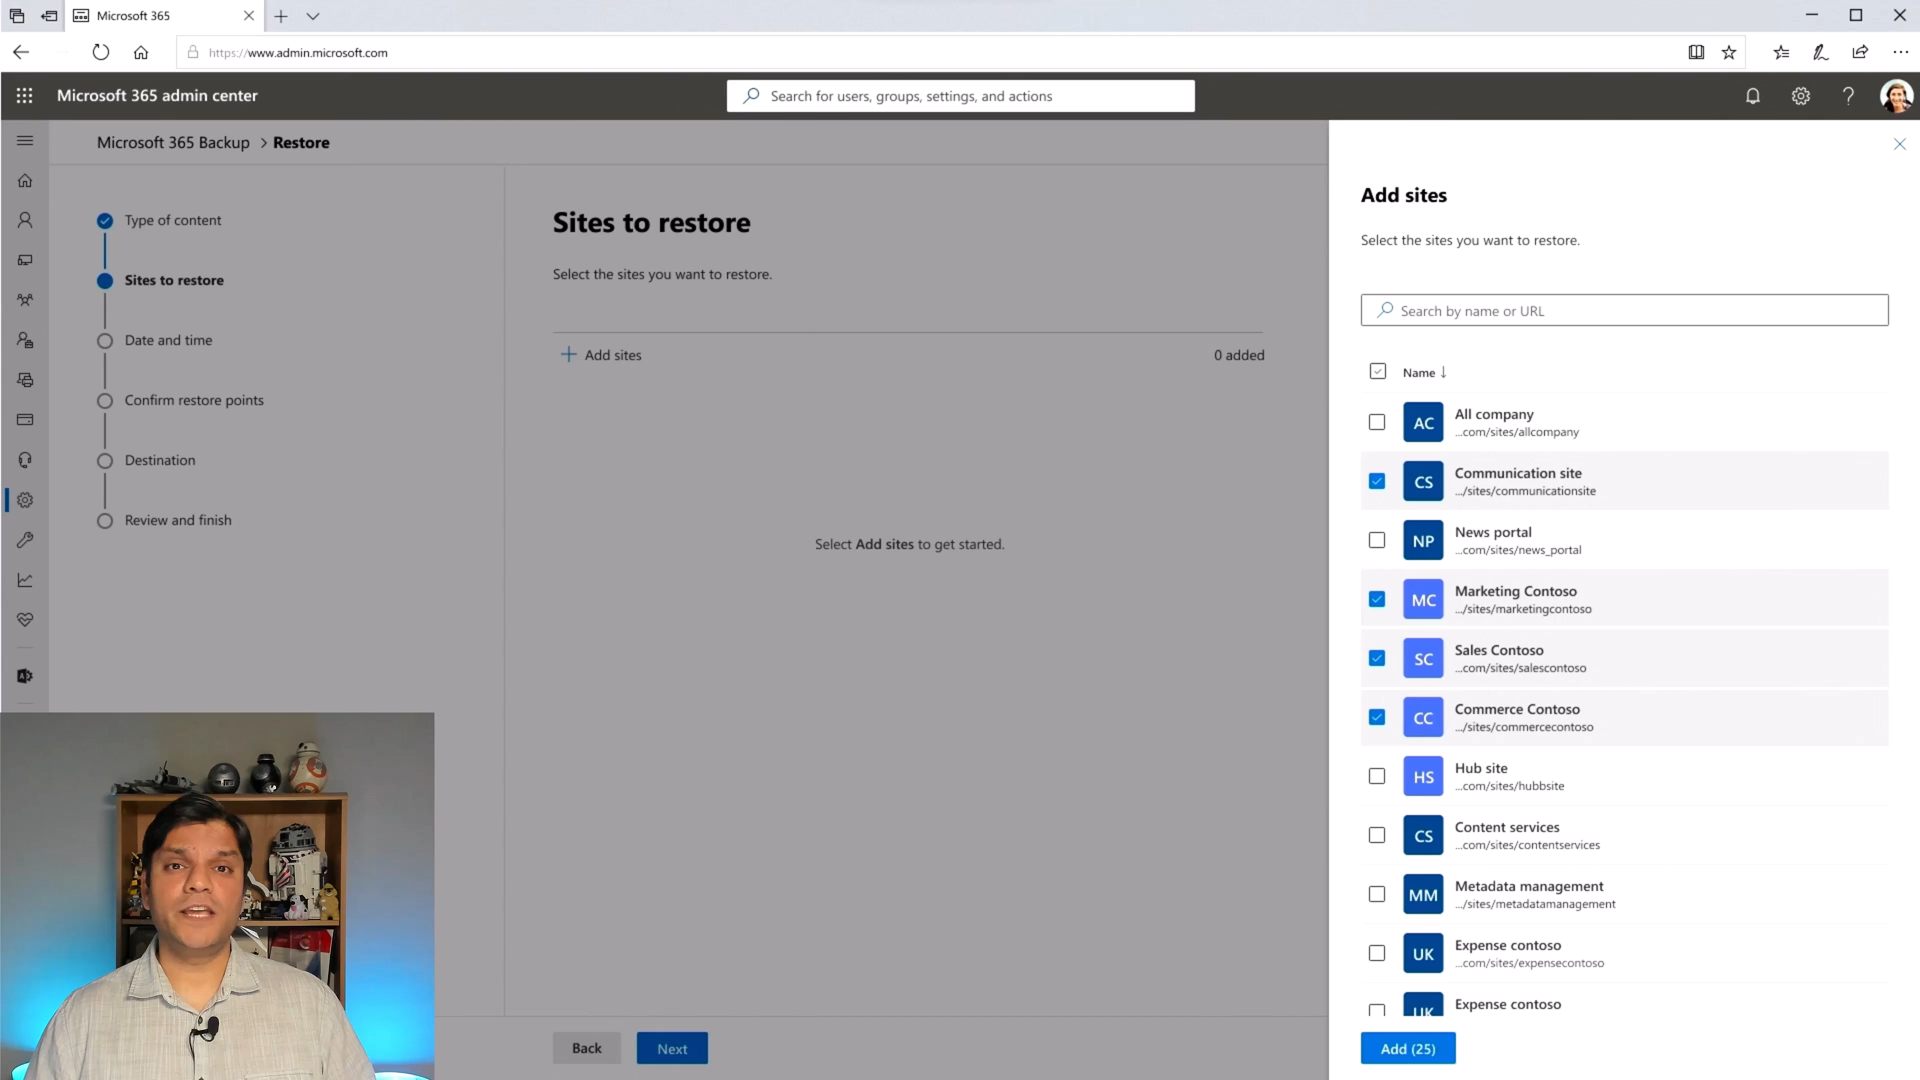 Microsoft 365
https://www.admin.microsoft.com
Microsoft 365 admin center
Search for users, groups, settings, and actions
Microsoft 365 Backup > Restore
Type of content
Sites to restore
Date and time
Confirm restore points
Destination
Review and finish
Sites to restore
Select the sites you want to restore.
Add sites
0 added
Select Add sites to get started.
Back
Next
Add sites
Select the sites you want to restore.
Search by name or URL
Name ↓
AC
All company
...com/sites/allcompany
CS
Communication site
.../sites/communicationsite
NP
News portal
...com/sites/news_portal
MC
Marketing Contoso
.../sites/marketingcontoso
SC
Sales Contoso
...com/sites/salescontoso
CC
Commerce Contoso
.../sites/commercecontoso
HS
Hub site
...com/sites/hubbsite
CS
Content services
...com/sites/contentservices
MM
Metadata management
.../sites/metadatamanagement
UK
Expense contoso
...com/sites/expensecontoso
UK
Expense contoso
Add (25)